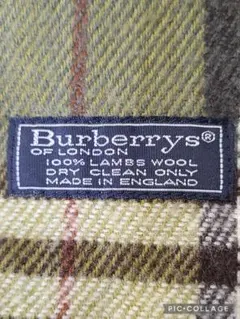 Burberrys®
OF LONDON
100% LAMBS WOOL
DRY CLEAN ONLY
MADE IN ENGLAND
PIC•COLLAGE